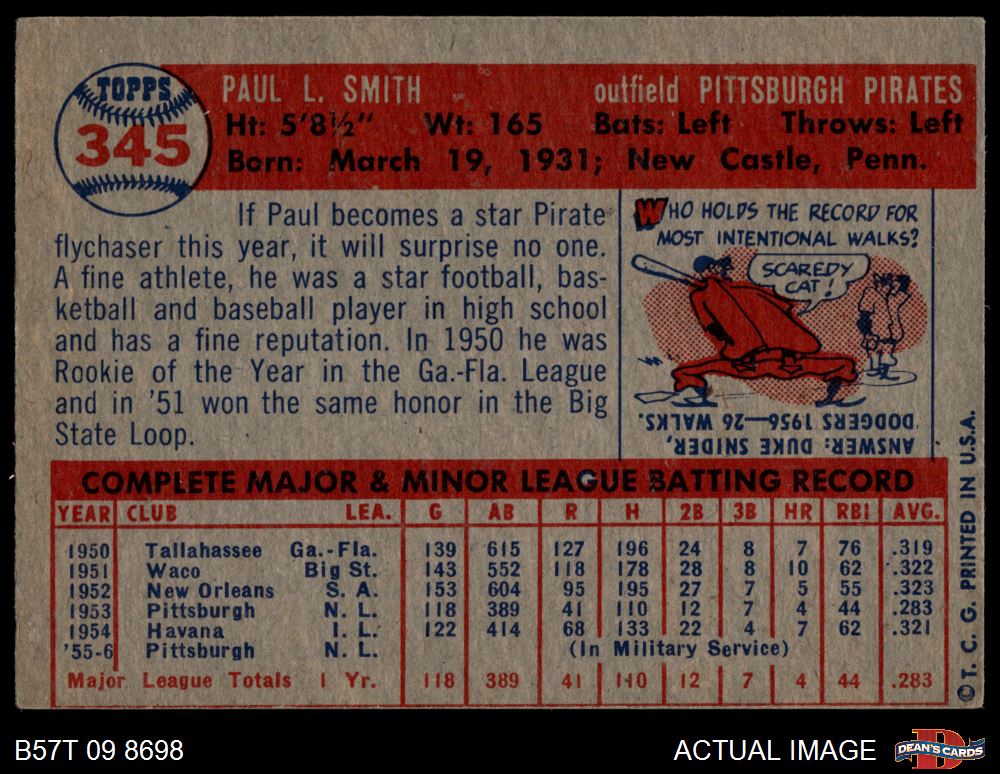 TOPPS
345
PAUL L. SMITH outfield PITTSBURGH PIRATES
Ht: 5'8½" Wt: 165 Bats: Left Throws: Left
Born: March 19, 1931; New Castle, Penn.
If Paul becomes a star Pirate
flychaser this year, it will surprise no one.
A fine athlete, he was a star football, bas-
ketball and baseball player in high school
and has a fine reputation. In 1950 he was
Rookie of the Year in the Ga.-Fla. League
and in '51 won the same honor in the Big
State Loop.
WHO HOLDS THE RECORD FOR
MOST INTENTIONAL WALKS?
SCAREDY
CAT!
ANSWER: DUKE SNIDER,
DODGERS 1956—26 WALKS.
COMPLETE MAJOR & MINOR LEAGUE BATTING RECORD
YEAR CLUB LEA. G AB R H 2B 3B HR RBI AVG.
1950 Tallahassee Ga.-Fla. 139 615 127 196 24 8 7 76 .319
1951 Waco Big St. 143 552 118 178 28 8 10 62 .322
1952 New Orleans S. A. 153 604 95 195 27 7 5 55 .323
1953 Pittsburgh N. L. 118 389 41 110 12 7 4 44 .283
1954 Havana I. L. 122 414 68 133 22 4 7 62 .321
'55-6 Pittsburgh N. L. (In Military Service)
Major League Totals 1 Yr. 118 389 41 110 12 7 4 44 .283
© T. C. G. PRINTED IN U.S.A.
B57T 09 8698
ACTUAL IMAGE
DEAN'S CARDS